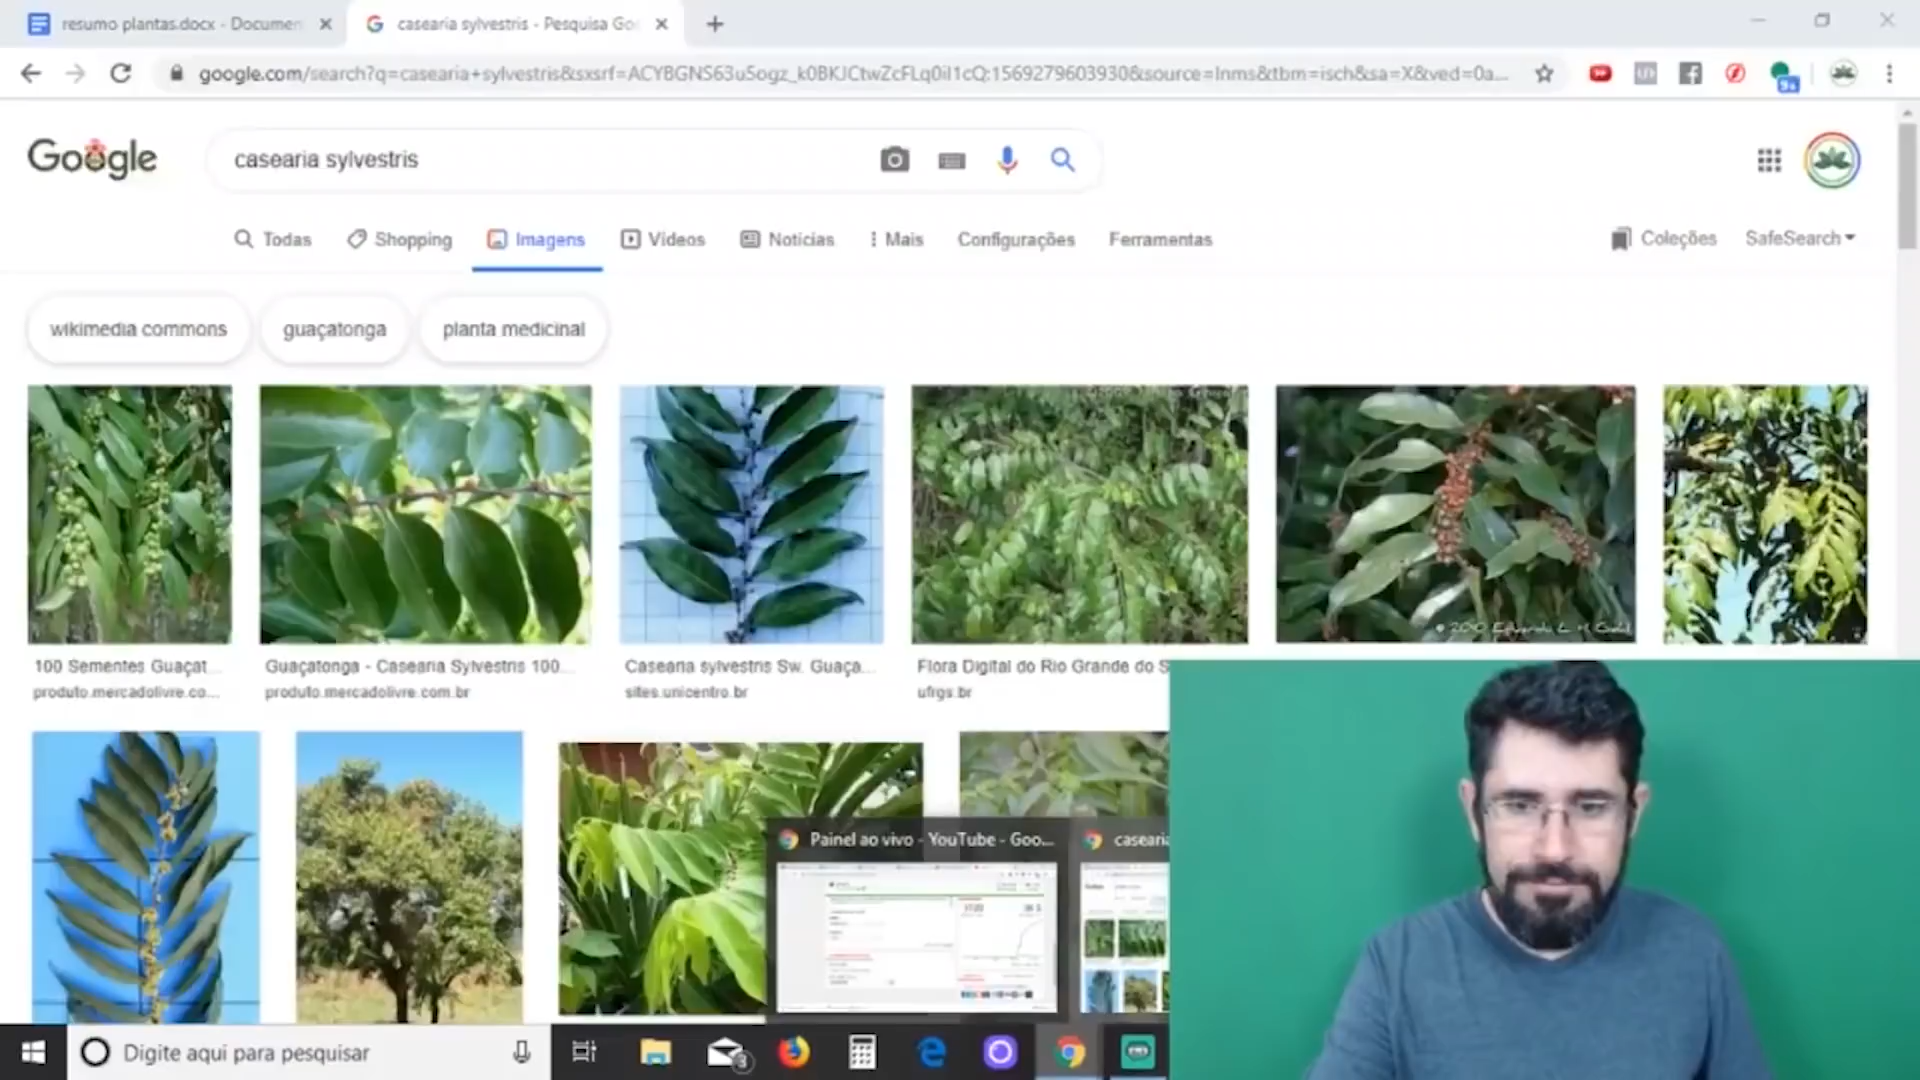 resumo plantas.docx - Documen
casearia sylvestris - Pesquisa Goo
google.com/search?q=casearia+sylvestris&sxsrf=ACYBGNS63u5ogz_k0BKJCtwZcFLq0iI1cQ:1569279603930&source=lnms&tbm=isch&sa=X&ved=0a...
Google
casearia sylvestris
Todas
Shopping
Imagens
Vídeos
Notícias
Mais
Configurações
Ferramentas
Coleções
SafeSearch
wikimedia commons
guaçatonga
planta medicinal
100 Sementes Guaçat...
produto.mercadolivre.co...
Guaçatonga - Casearia Sylvestris 100...
produto.mercadolivre.com.br
Casearia sylvestris Sw. Guaça...
sites.unicentro.br
Flora Digital do Rio Grande do S
ufrgs.br
Painel ao vivo - YouTube - Goo...
casearia
Digite aqui para pesquisar
3